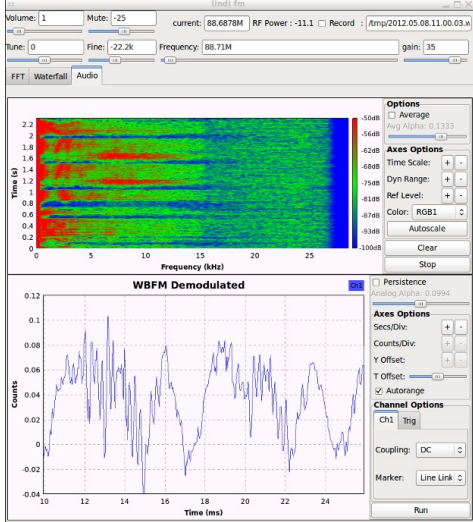 lindi fm
Volume: 1
Mute: -25
current: 88.6878M RF Power : -11.1 Record : /tmp/2012.05.08.11.00.03.w
Tune: 0
Fine: -22.2k
Frequency: 88.71M
gain: 35
FFT Waterfall Audio
Options
Average
Avg Alpha: 0.1333
Axes Options
Time Scale: + -
Dyn Range: + -
Ref Level: + -
Color: RGB1
Autoscale
Clear
Stop
Time (s)
2.2
2
1.8
1.6
1.4
1.2
1
0.8
0.6
0.4
0.2
0
0 5 10 15 20 25
Frequency (kHz)
-50dB
-56dB
-62dB
-68dB
-75dB
-81dB
-87dB
-93dB
-100dB
WBFM Demodulated
Ch1
Counts
0.12
0.1
0.08
0.06
0.04
0.02
0
-0.02
-0.04
10 12 14 16 18 20 22 24
Time (ms)
Persistence
Analog Alpha: 0.0994
Axes Options
Secs/Div: + -
Counts/Div: + -
Y Offset: + -
T Offset:
Autorange
Channel Options
Ch1 Trig
Coupling: DC
Marker: Line Link
Run